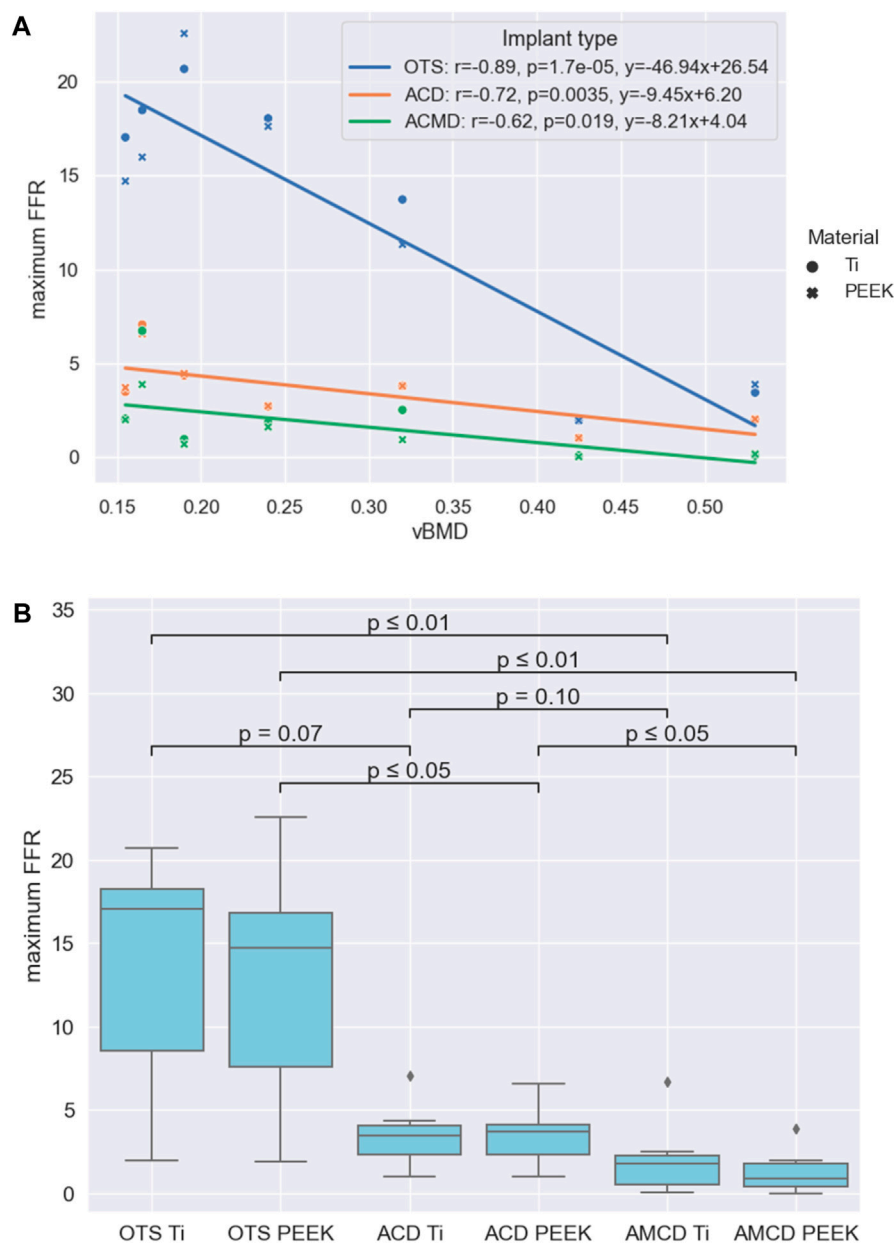 A
Implant type
OTS: r=-0.89, p=1.7e-05, y=-46.94x+26.54
ACD: r=-0.72, p=0.0035, y=-9.45x+6.20
ACMD: r=-0.62, p=0.019, y=-8.21x+4.04
20
15
10
5
0
maximum FFR
0.15 0.20 0.25 0.30 0.35 0.40 0.45 0.50
vBMD
Material
Ti
PEEK
B
35
30
25
20
15
10
5
0
maximum FFR
p ≤ 0.01
p ≤ 0.01
p = 0.10
p = 0.07 p ≤ 0.05
p ≤ 0.05
OTS Ti OTS PEEK ACD Ti ACD PEEK AMCD Ti AMCD PEEK